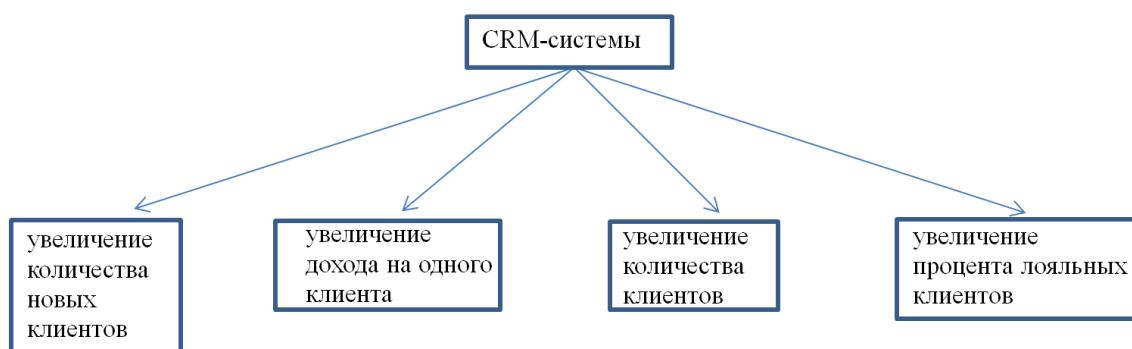 CRM-системы
увеличение
количества
новых
клиентов
увеличение
дохода на одного
клиента
увеличение
количества
клиентов
увеличение
процента лояльных
клиентов